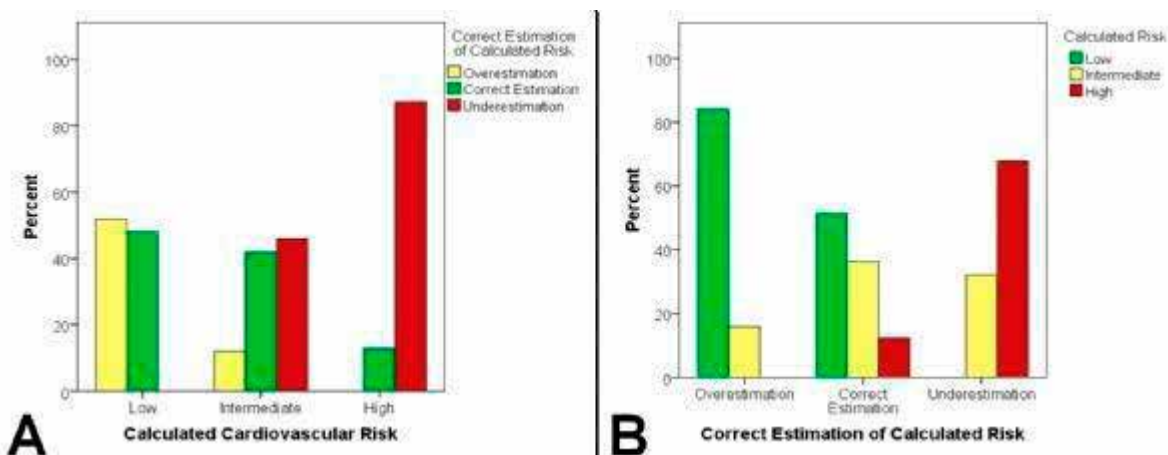 Correct Estimation
of Calculated Risk
Overestimation
Correct Estimation
Underestimation
100
80
60
40
20
0
Percent
Low
Intermediate
High
Calculated Cardiovascular Risk
A
Calculated Risk
Low
Intermediate
High
100
80
60
40
20
0
Percent
Overestimation
Correct
Estimation
Underestimation
Correct Estimation of Calculated Risk
B